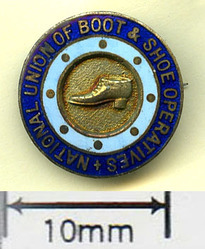 NATIONAL UNION OF BOOT & SHOE OPERATIVES +
10mm